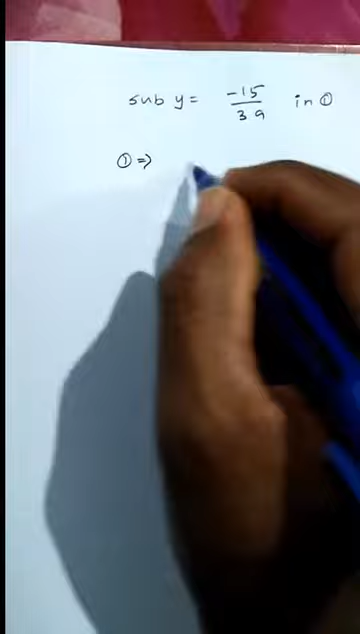 sub y = -15/39 in ①
① ⇒